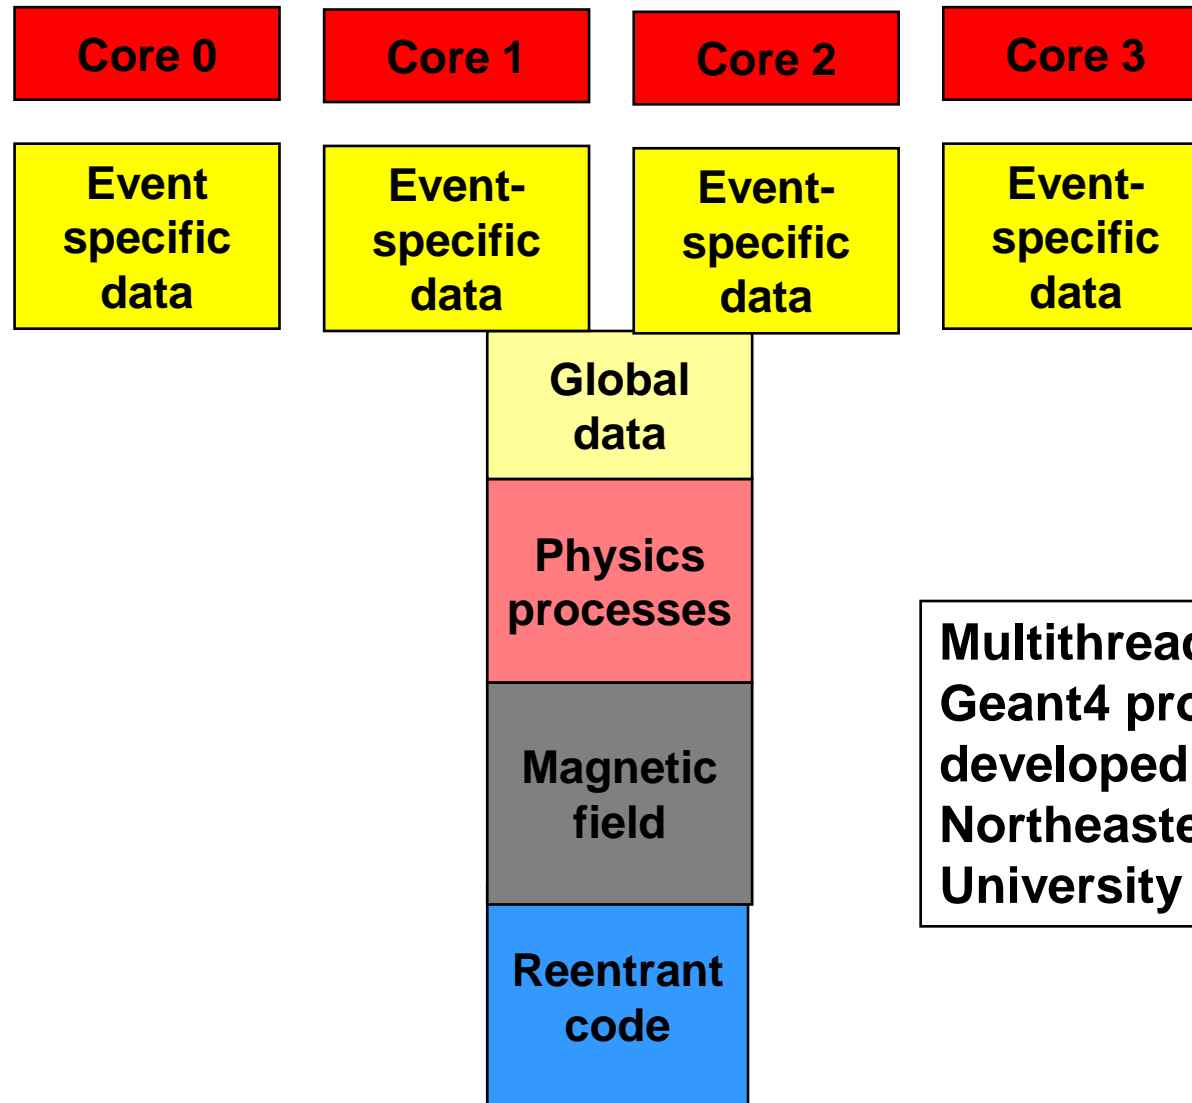 Core 0
Core 1
Core 2
Core 3
Event
specific
data
Event-
specific
data
Event-
specific
data
Event-
specific
data
Global
data
Physics
processes
Magnetic
field
Reentrant
code
Geant4
developed
University